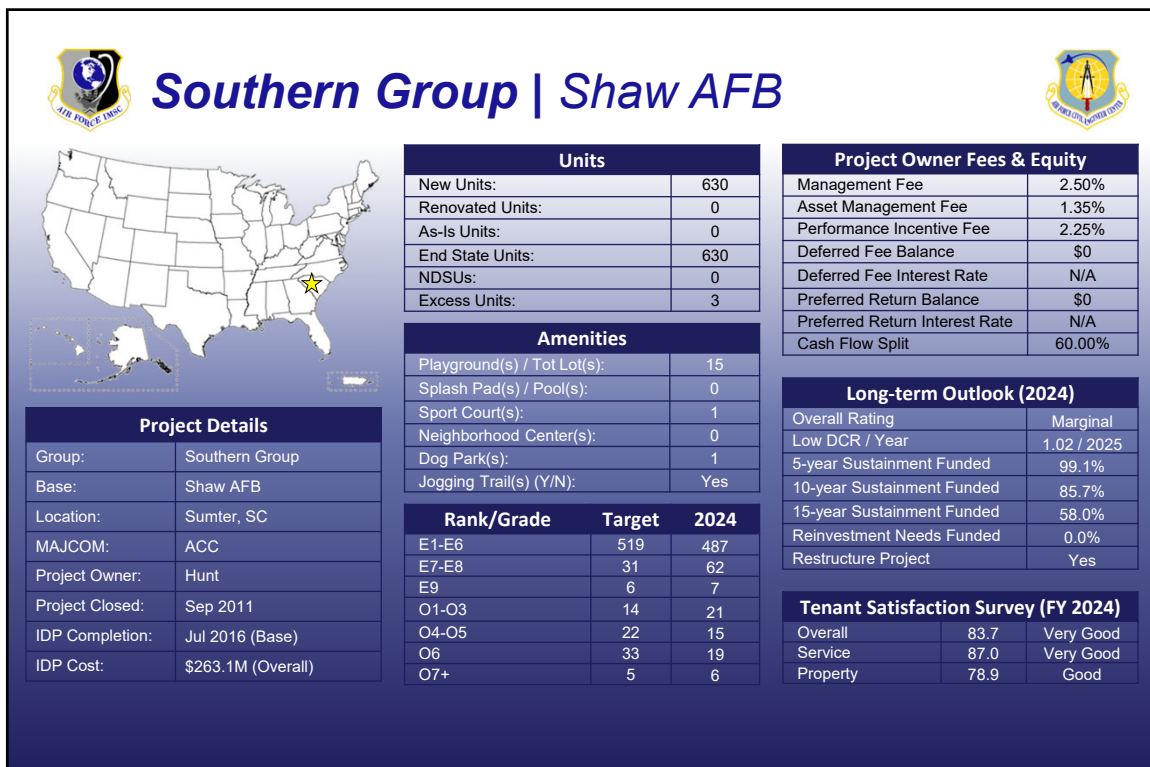 AIR FORCE IMSC
Southern Group | Shaw AFB
AIR FORCE CIVIL ENGINEER CENTER
Project Details
Group: Southern Group
Base: Shaw AFB
Location: Sumter, SC
MAJCOM: ACC
Project Owner: Hunt
Project Closed: Sep 2011
IDP Completion: Jul 2016 (Base)
IDP Cost: $263.1M (Overall)
Units
New Units: 630
Renovated Units: 0
As-Is Units: 0
End State Units: 630
NDSUs: 0
Excess Units: 3
Amenities
Playground(s) / Tot Lot(s): 15
Splash Pad(s) / Pool(s): 0
Sport Court(s): 1
Neighborhood Center(s): 0
Dog Park(s): 1
Jogging Trail(s) (Y/N): Yes
Rank/Grade Target 2024
E1-E6 519 487
E7-E8 31 62
E9 6 7
O1-O3 14 21
O4-O5 22 15
O6 33 19
O7+ 5 6
Project Owner Fees & Equity
Management Fee 2.50%
Asset Management Fee 1.35%
Performance Incentive Fee 2.25%
Deferred Fee Balance $0
Deferred Fee Interest Rate N/A
Preferred Return Balance $0
Preferred Return Interest Rate N/A
Cash Flow Split 60.00%
Long-term Outlook (2024)
Overall Rating Marginal
Low DCR / Year 1.02 / 2025
5-year Sustainment Funded 99.1%
10-year Sustainment Funded 85.7%
15-year Sustainment Funded 58.0%
Reinvestment Needs Funded 0.0%
Restructure Project Yes
Tenant Satisfaction Survey (FY 2024)
Overall 83.7 Very Good
Service 87.0 Very Good
Property 78.9 Good